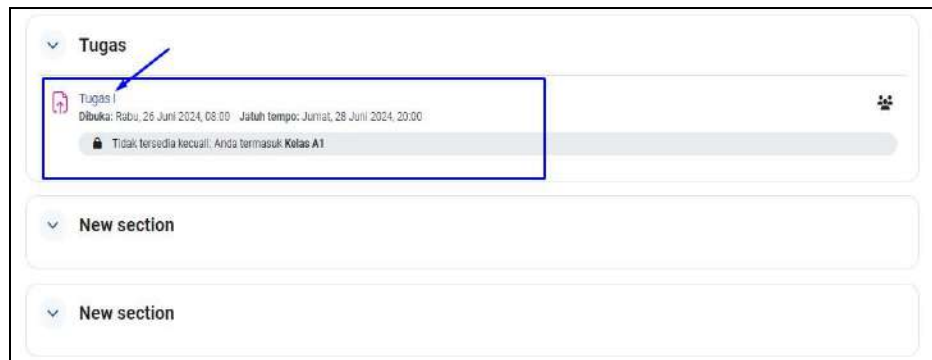 Tugas
Tugas I
Dibuka: Rabu, 26 Juni 2024, 08:00 Jatuh tempo: Jumat, 28 Juni 2024, 20:00
Tidak tersedia kecuali: Anda termasuk Kelas A1
New section
New section